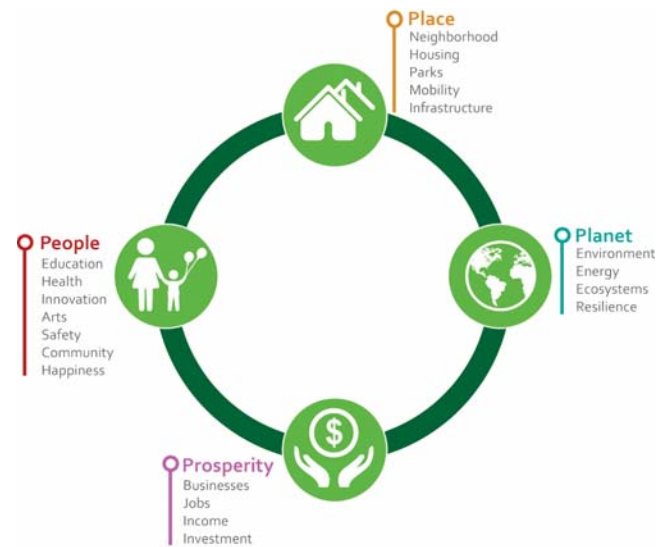 Place
Neighborhood
Housing
Parks
Mobility
Infrastructure
People
Education
Health
Innovation
Arts
Safety
Community
Happiness
Planet
Environment
Energy
Ecosystems
Resilience
$
Prosperity
Businesses
Jobs
Income
Investment